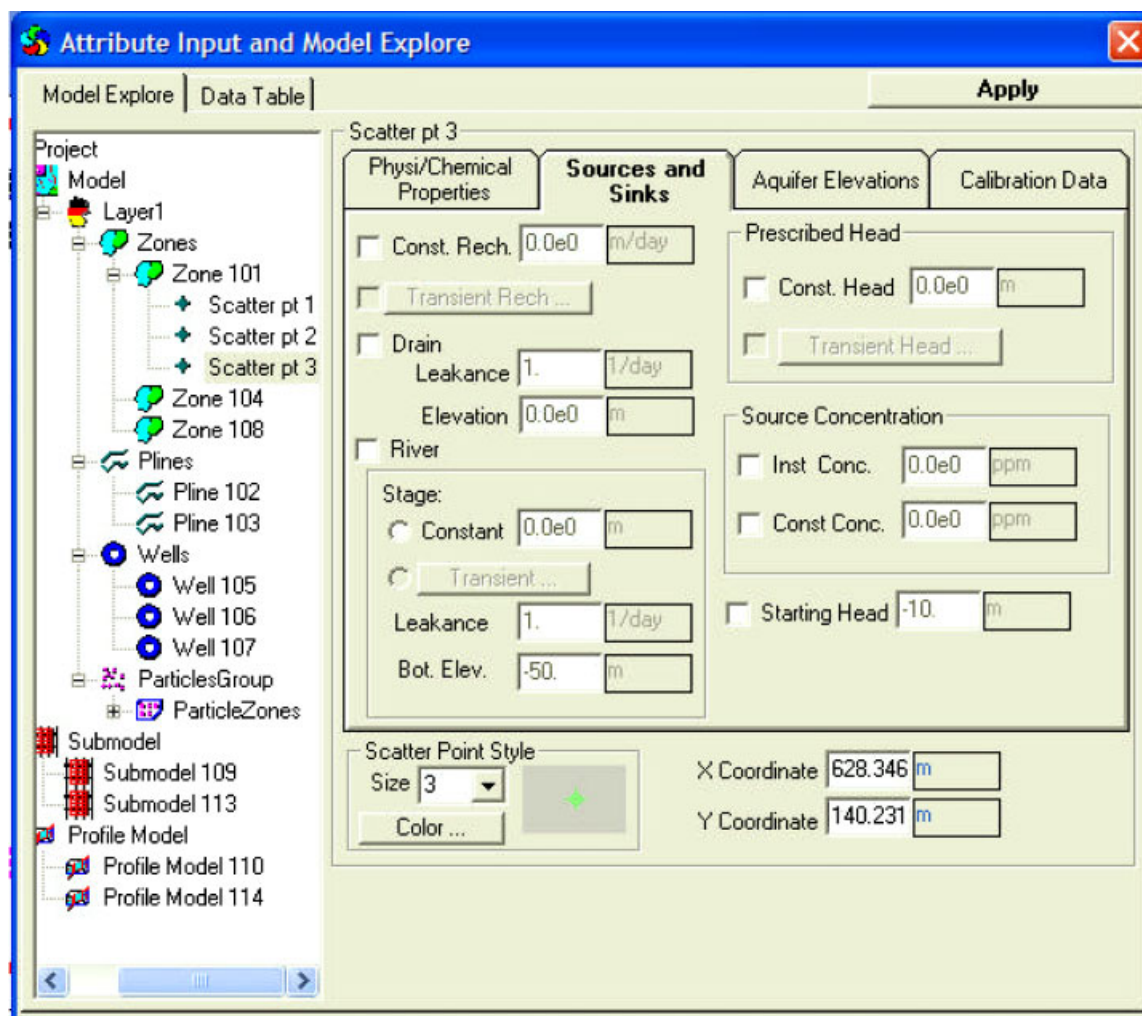 Attribute Input and Model Explore
Model Explore
Data Table
Apply
Project
Model
Layer1
Zones
Zone 101
Scatter pt 1
Scatter pt 2
Scatter pt 3
Zone 104
Zone 108
Plines
Pline 102
Pline 103
Wells
Well 105
Well 106
Well 107
ParticlesGroup
ParticleZones
Submodel
Submodel 109
Submodel 113
Profile Model
Profile Model 110
Profile Model 114
Scatter pt 3
Physi/Chemical
Properties
Sources and
Sinks
Aquifer Elevations
Calibration Data
Const. Rech. 0.0e0 m/day
Transient Rech ...
Drain
Leakance 1. 1/day
Elevation 0.0e0 m
River
Stage:
Constant 0.0e0 m
Transient ...
Leakance 1. 1/day
Bot. Elev. -50. m
Prescribed Head
Const. Head 0.0e0 m
Transient Head ...
Source Concentration
Inst Conc. 0.0e0 ppm
Const Conc. 0.0e0 ppm
Starting Head -10. m
Scatter Point Style
Size 3
Color ...
X Coordinate 628.346 m
Y Coordinate 140.231 m